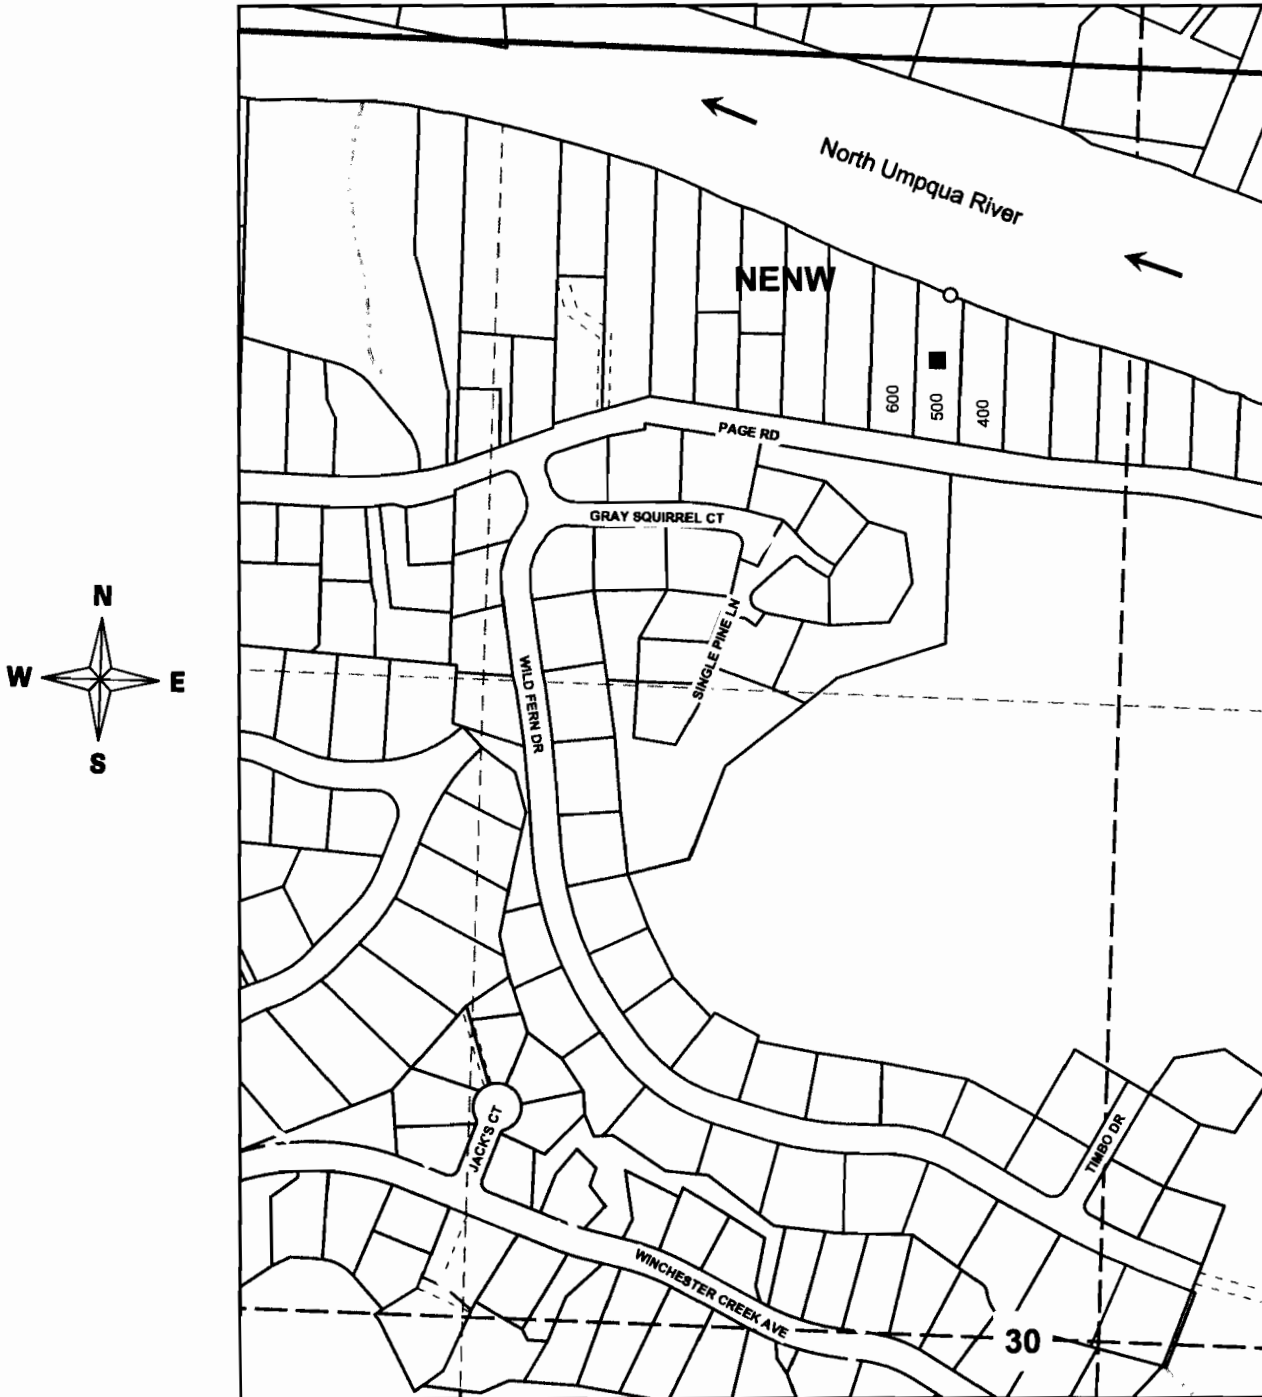 North Umpqua River
NENW
600
500
400
PAGE RD
GRAY SQUIRREL CT
N
W E
S
SINGLE PINE LN
WILD FERN DR
JACK'S CT
TIMBO DR
WINCHESTER CREEK AVE
30